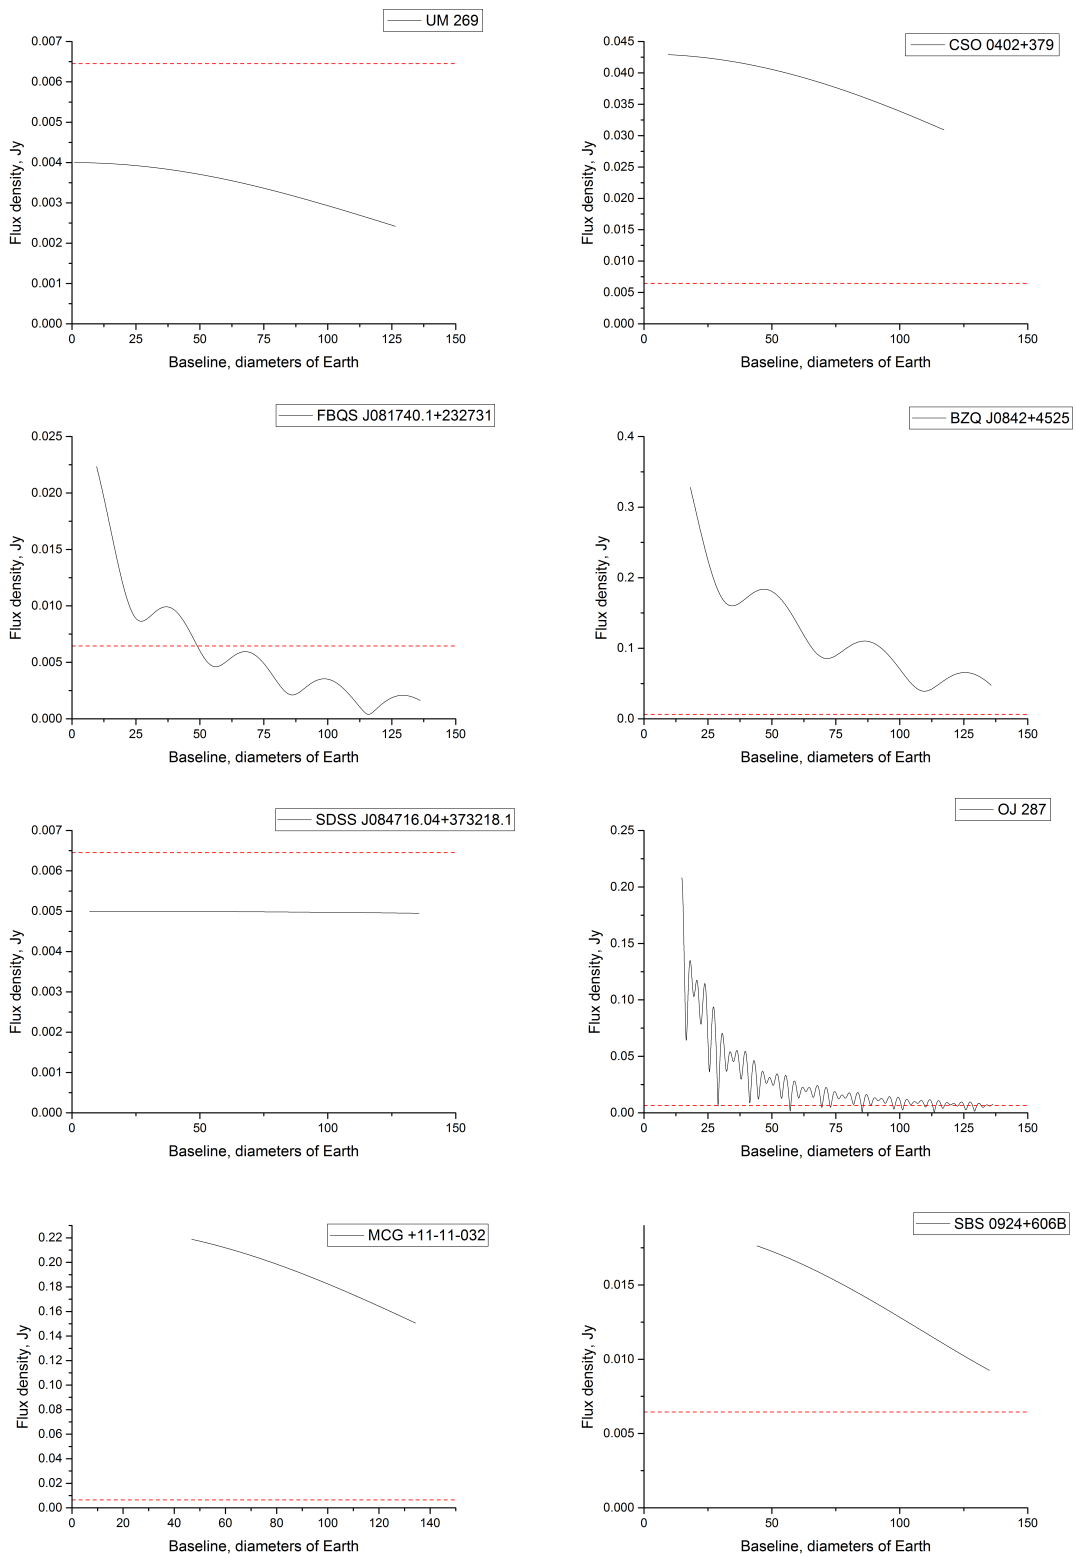 UM 269
0.007
0.006
0.005
0.004
0.003
0.002
0.001
0.000
0 25 50 75 100 125 150
Flux density, Jy
Baseline, diameters of Earth
CSO 0402+379
0.045
0.040
0.035
0.030
0.025
0.020
0.015
0.010
0.005
0.000
0 50 100 150
Flux density, Jy
Baseline, diameters of Earth
FBQS J081740.1+232731
0.025
0.020
0.015
0.010
0.005
0.000
0 25 50 75 100 125 150
Flux density, Jy
Baseline, diameters of Earth
BZQ J0842+4525
0.4
0.3
0.2
0.1
0.0
0 25 50 75 100 125 150
Flux density, Jy
Baseline, diameters of Earth
SDSS J084716.04+373218.1
0.007
0.006
0.005
0.004
0.003
0.002
0.001
0.000
0 50 100 150
Flux density, Jy
Baseline, diameters of Earth
OJ 287
0.25
0.20
0.15
0.10
0.05
0.00
0 25 50 75 100 125 150
Flux density, Jy
Baseline, diameters of Earth
MCG +11-11-032
0.22
0.20
0.18
0.16
0.14
0.12
0.10
0.08
0.06
0.04
0.02
0.00
0 20 40 60 80 100 120 140
Flux density, Jy
Baseline, diameters of Earth
SBS 0924+606B
0.015
0.010
0.005
0.000
0 50 100 150
Flux density, Jy
Baseline, diameters of Earth